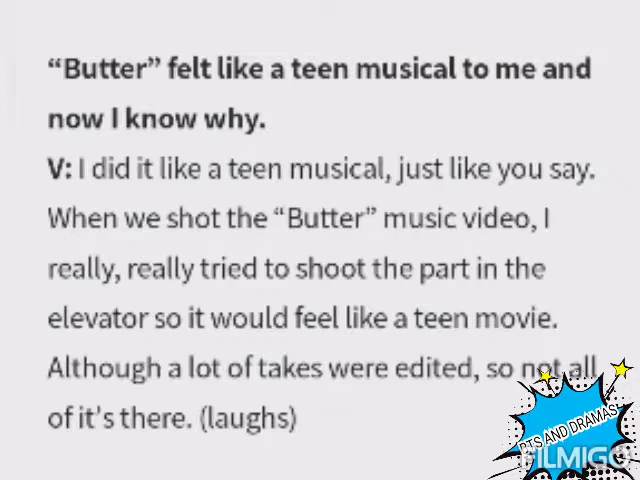 “Butter” felt like a teen musical to me and
now I know why.
V: I did it like a teen musical, just like you say.
When we shot the “Butter” music video, I
really, really tried to shoot the part in the
elevator so it would feel like a teen movie.
Although a lot of takes were edited, so not all
of it's there. (laughs)
BTS AND DRAMAS
FILMIGO